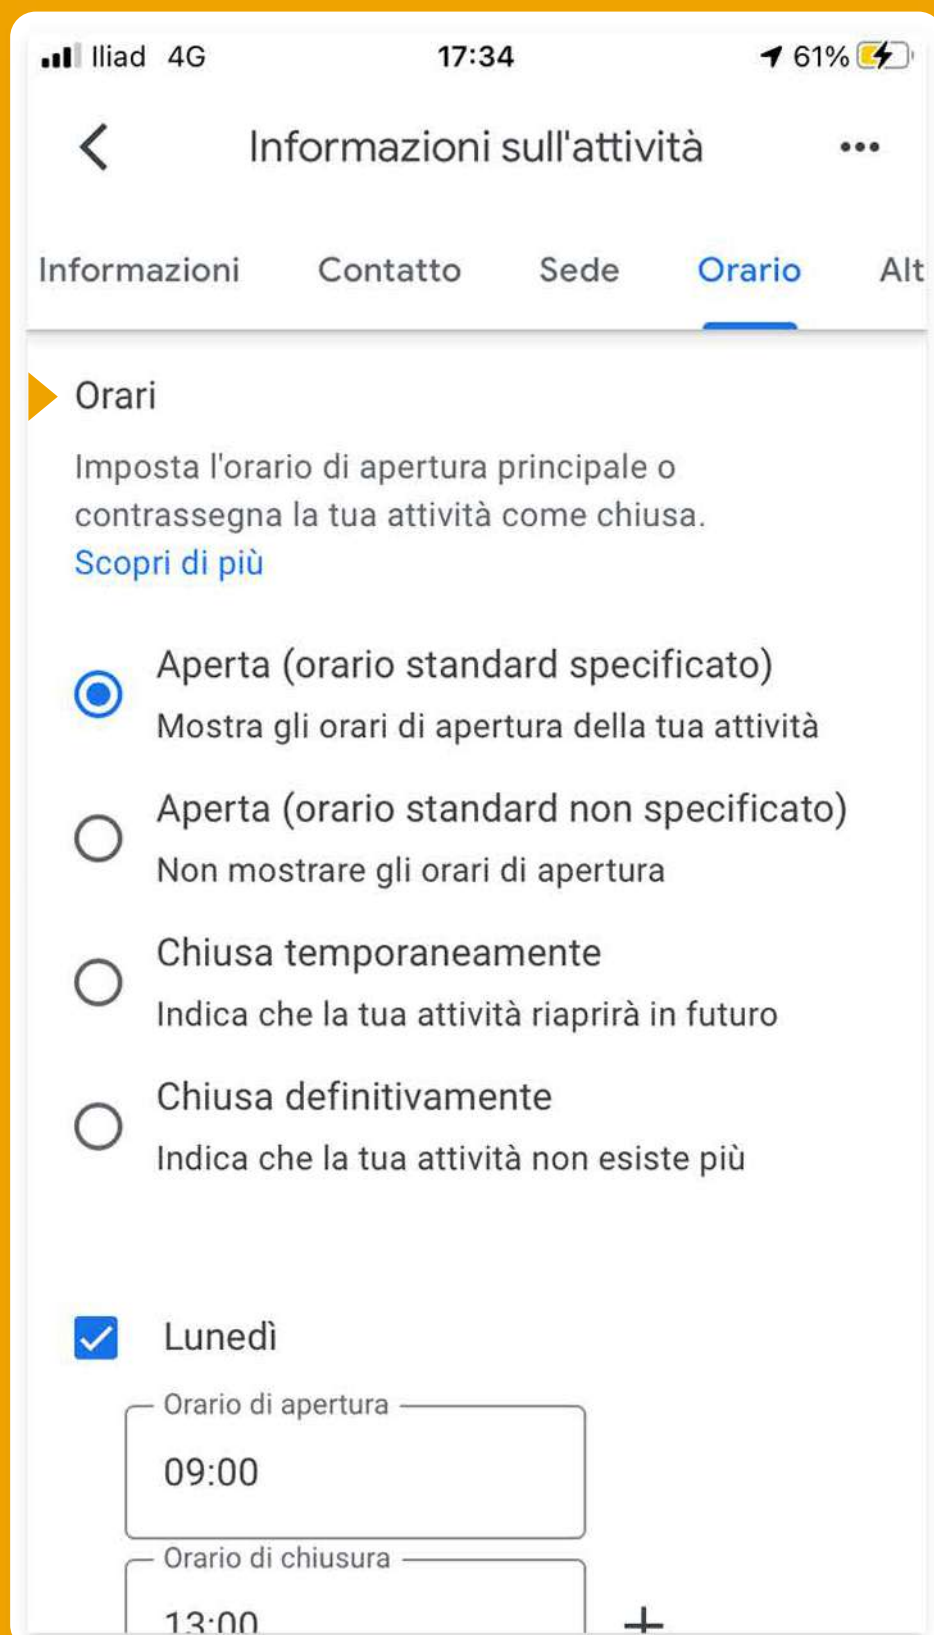 Iliad 4G 17:34 61%
Informazioni sull'attività
Informazioni Contatto Sede Orario Alt
Orari
Imposta l'orario di apertura principale o
contrassegna la tua attività come chiusa.
Scopri di più
Aperta (orario standard specificato)
Mostra gli orari di apertura della tua attività
Aperta (orario standard non specificato)
Non mostrare gli orari di apertura
Chiusa temporaneamente
Indica che la tua attività riaprirà in futuro
Chiusa definitivamente
Indica che la tua attività non esiste più
Lunedì
Orario di apertura
09:00
Orario di chiusura
13:00 +